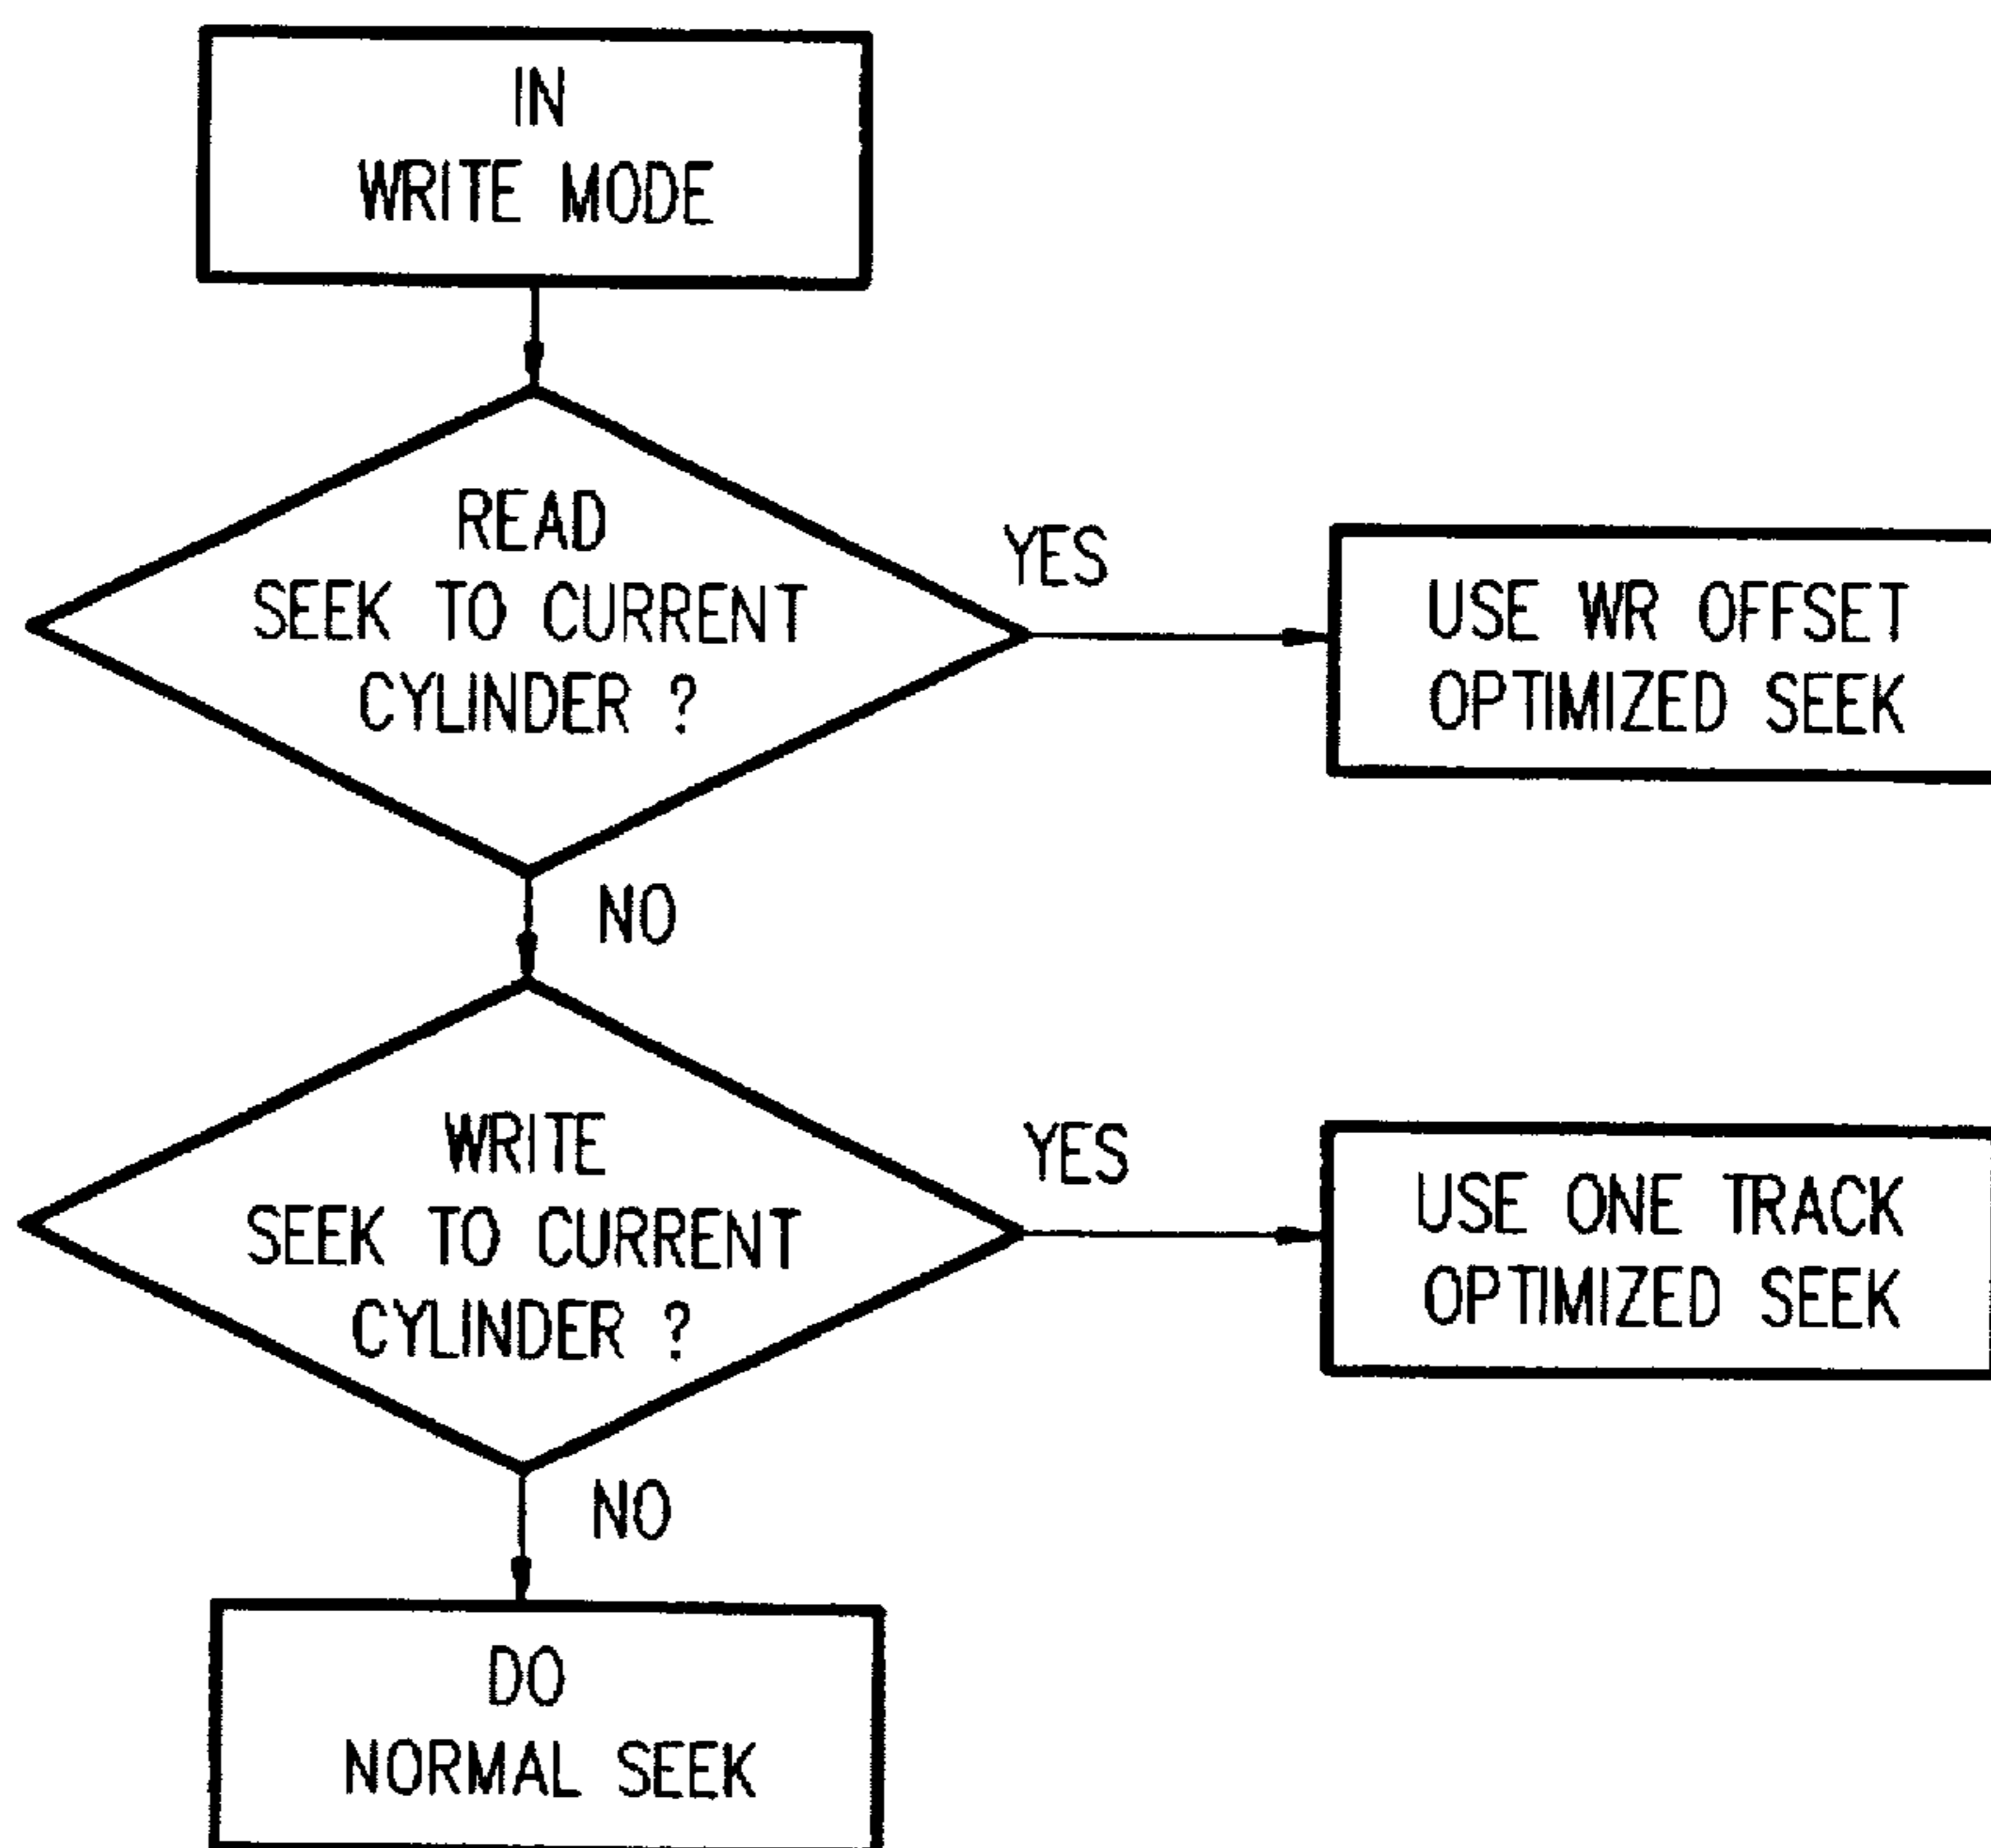 IN
WRITE MODE
READ
SEEK TO CURRENT
CYLINDER ?
YES
USE WR OFFSET
OPTIMIZED SEEK
NO
WRITE
SEEK TO CURRENT
CYLINDER ?
YES
USE ONE TRACK
OPTIMIZED SEEK
NO
DO
NORMAL SEEK